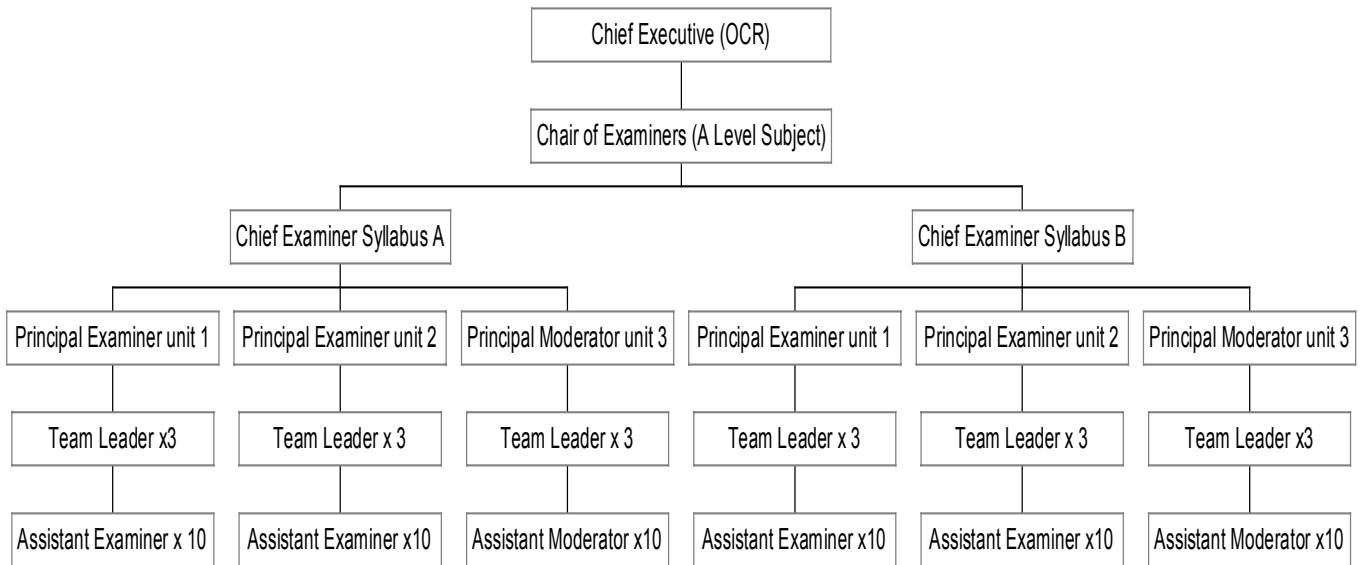 Chief Executive (OCR)
Chair of Examiners (A Level Subject)
Chief Examiner Syllabus A
Chief Examiner Syllabus B
Principal Examiner unit 1
Principal Examiner unit 2
Principal Moderator unit 3
Principal Examiner unit 1
Principal Examiner unit 2
Principal Moderator unit 3
Team Leader x3
Team Leader x 3
Team Leader x 3
Team Leader x 3
Team Leader x 3
Team Leader x3
Assistant Examiner x 10
Assistant Examiner x10
Assistant Moderator x10
Assistant Examiner x10
Assistant Examiner x10
Assistant Moderator x10